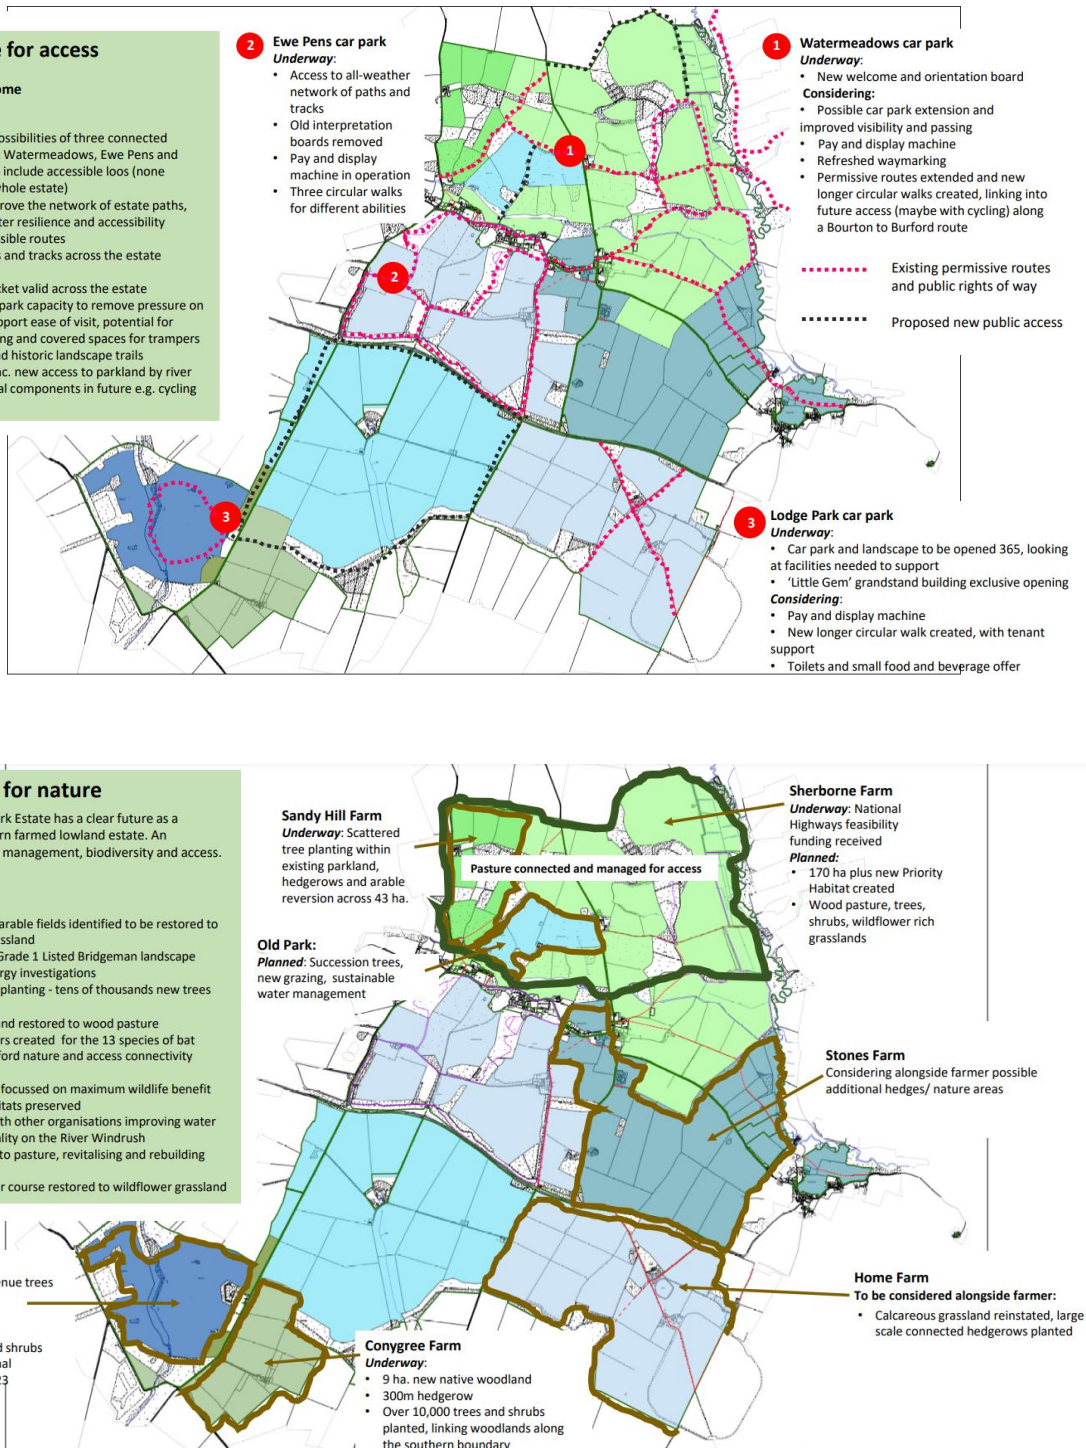 e for access
ome
ossibilities of three connected
Watermeadows, Ewe Pens and
include accessible loos (none
whole estate)
rove the network of estate paths,
ter resilience and accessibility
sible routes
s and tracks across the estate
cket valid across the estate
park capacity to remove pressure on
pport ease of visit, potential for
ng and covered spaces for trampers
nd historic landscape trails
nc. new access to parkland by river
al components in future e.g. cycling
2 Ewe Pens car park
Underway:
• Access to all-weather
network of paths and
tracks
• Old interpretation
boards removed
• Pay and display
machine in operation
• Three circular walks
for different abilities
1
2
3
1 Watermeadows car park
Underway:
• New welcome and orientation board
Considering:
• Possible car park extension and
improved visibility and passing
• Pay and display machine
• Refreshed waymarking
• Permissive routes extended and new
longer circular walks created, linking into
future access (maybe with cycling) along
a Bourton to Burford route
Existing permissive routes
and public rights of way
Proposed new public access
3 Lodge Park car park
Underway:
• Car park and landscape to be opened 365, looking
at facilities needed to support
• ‘Little Gem’ grandstand building exclusive opening
Considering:
• Pay and display machine
• New longer circular walk created, with tenant
support
• Toilets and small food and beverage offer
for nature
rk Estate has a clear future as a
rn farmed lowland estate. An
management, biodiversity and access.
arable fields identified to be restored to
ssland
Grade 1 Listed Bridgeman landscape
rgy investigations
planting - tens of thousands new trees
and restored to wood pasture
rs created for the 13 species of bat
ford nature and access connectivity
focussed on maximum wildlife benefit
itats preserved
th other organisations improving water
ality on the River Windrush
to pasture, revitalising and rebuilding
r course restored to wildflower grassland
Sandy Hill Farm
Underway: Scattered
tree planting within
existing parkland,
hedgerows and arable
reversion across 43 ha.
Old Park:
Planned: Succession trees,
new grazing, sustainable
water management
Pasture connected and managed for access
Sherborne Farm
Underway: National
Highways feasibility
funding received
Planned:
• 170 ha plus new Priority
Habitat created
• Wood pasture, trees,
shrubs, wildflower rich
grasslands
Stones Farm
Considering alongside farmer possible
additional hedges/ nature areas
Home Farm
To be considered alongside farmer:
• Calcareous grassland reinstated, large
scale connected hedgerows planted
enue trees
d shrubs
nal
23
Conygree Farm
Underway:
• 9 ha. new native woodland
• 300m hedgerow
• Over 10,000 trees and shrubs
planted, linking woodlands along
the southern boundary